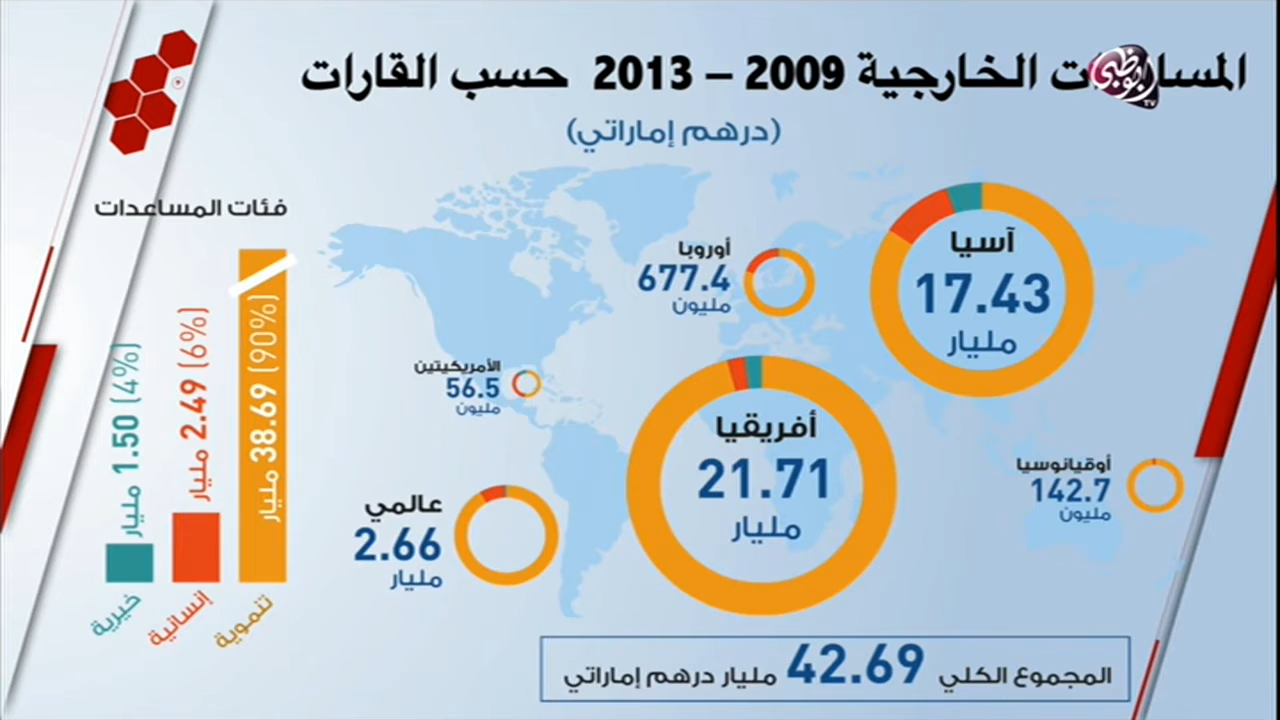 الخارجية 2009 – 2013 حسب القارات
(درهم إماراتي)
أبوظبي
TV
آسيا
17.43
مليار
أوروبا
677.4
مليون
الأمريكيتين
56.5
مليون
أفريقيا
21.71
مليار
أوقيانوسيا
142.7
مليون
عالمي
2.66
مليار
فئات المساعدات
38.69 مليار (90%)
تنموية
2.49 مليار (6%)
إنسانية
1.50 مليار (4%)
خيرية
المجموع الكلي 42.69 مليار درهم إماراتي